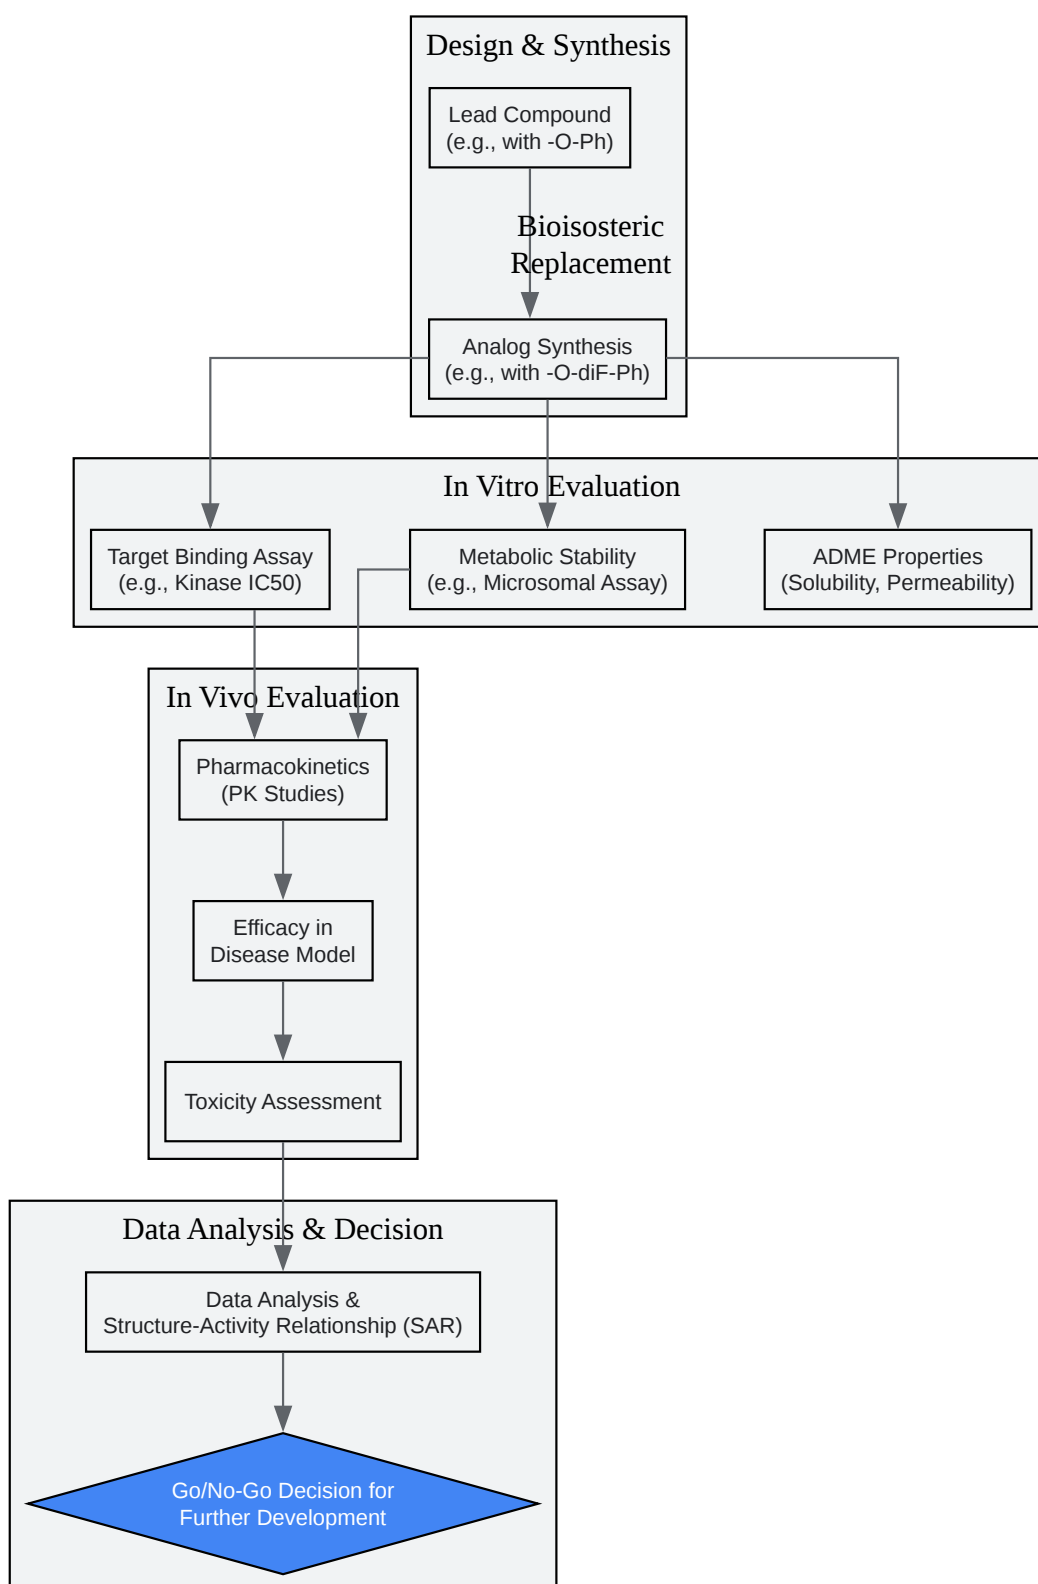 Design & Synthesis
Lead Compound
(e.g., with -O-Ph)
Bioisosteric
Replacement
Analog Synthesis
(e.g., with -O-diF-Ph)
In Vitro Evaluation
Target Binding Assay
(e.g., Kinase IC50)
Metabolic Stability
(e.g., Microsomal Assay)
ADME Properties
(Solubility, Permeability)
In Vivo Evaluation
Pharmacokinetics
(PK Studies)
Efficacy in
Disease Model
Toxicity Assessment
Data Analysis & Decision
Data Analysis &
Structure-Activity Relationship (SAR)
Go/No-Go Decision for
Further Development